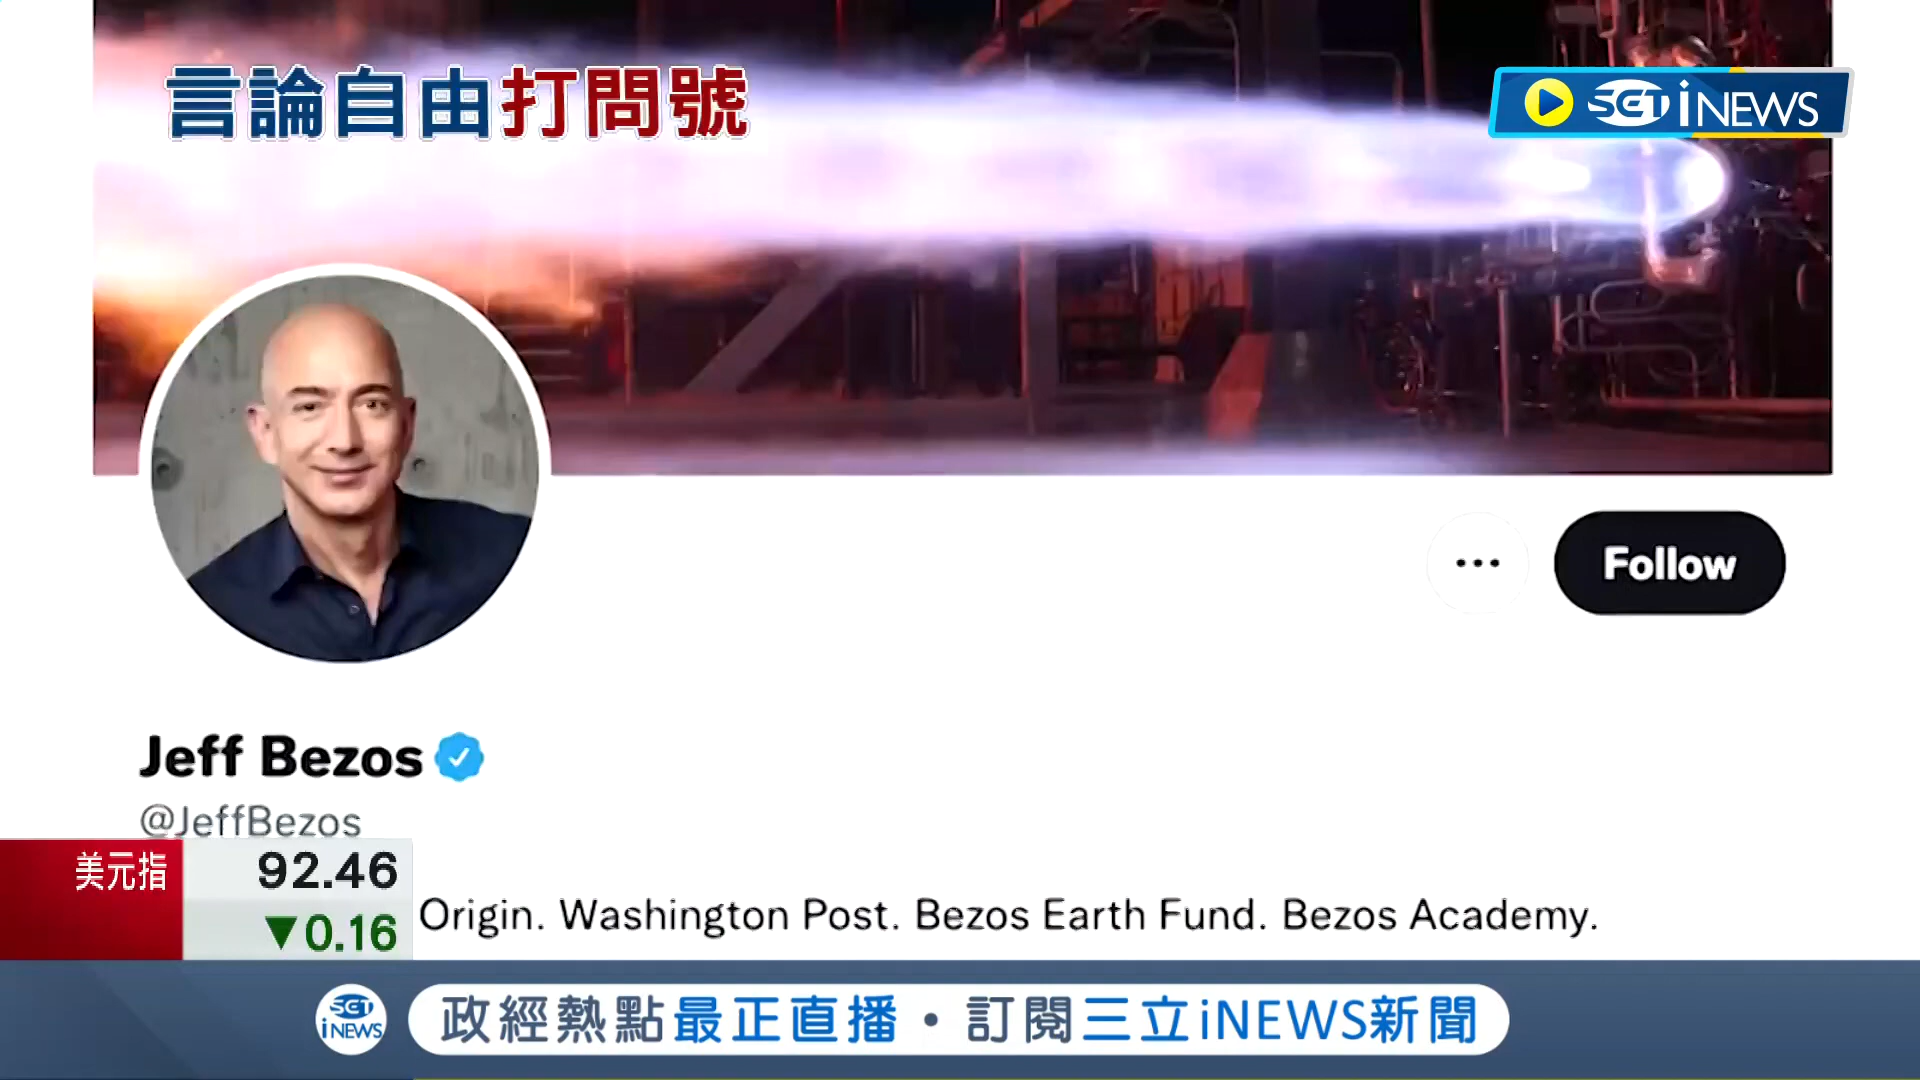 言論自由打問號
SET iNEWS
Follow
Jeff Bezos
@JeffBezos
美元指 92.46
▼0.16
Origin. Washington Post. Bezos Earth Fund. Bezos Academy.
SET iNEWS
政經熱點最正直播・訂閱三立iNEWS新聞